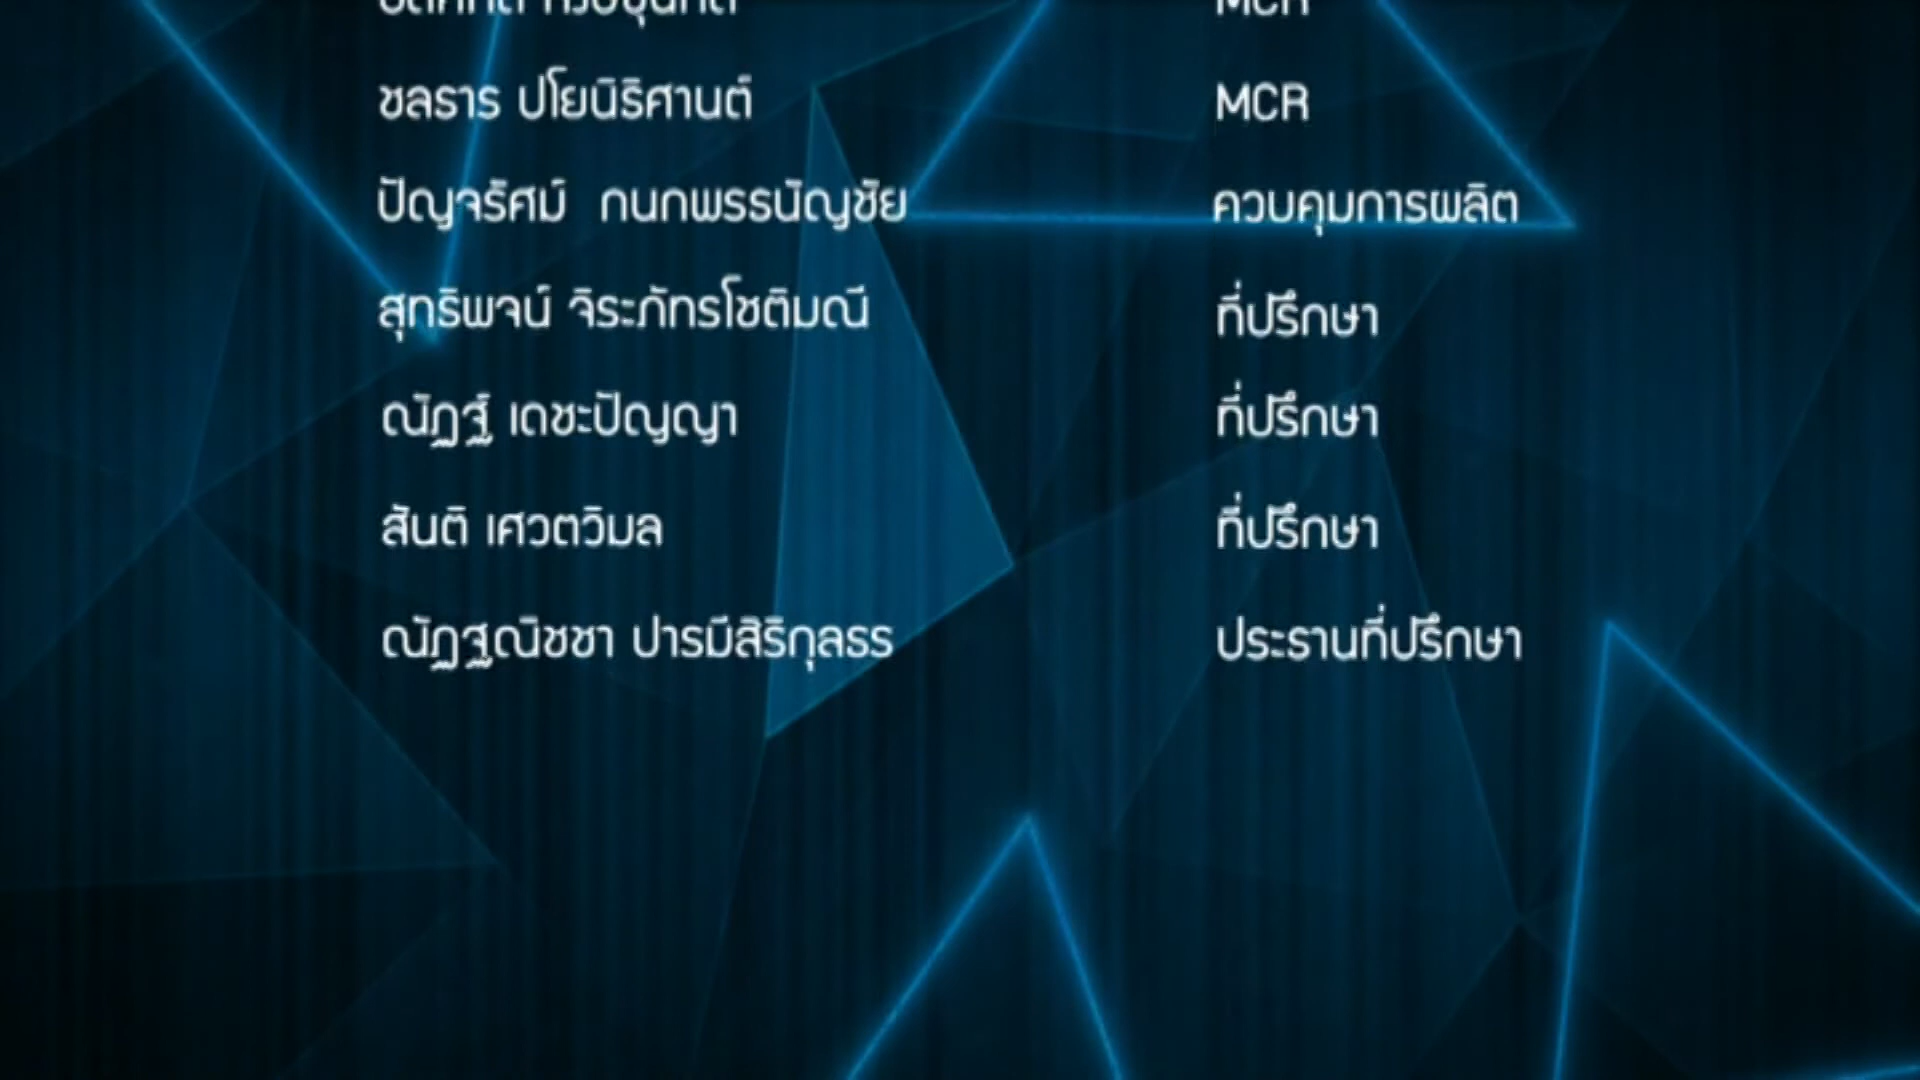 ชลธาร ปโยนิธิศานต์ MCR
ปัญจรัศม์ กนกพรรนัญชัย ควบคุมการผลิต
สุทธิพจน์ จิระภัทรโชติมณี ที่ปรึกษา
ณัฏฐ์ เดชะปัญญา ที่ปรึกษา
สันติ เศวตวิมล ที่ปรึกษา
ณัฏฐณิชชา ปารมีสิริกุลธร ประธานที่ปรึกษา